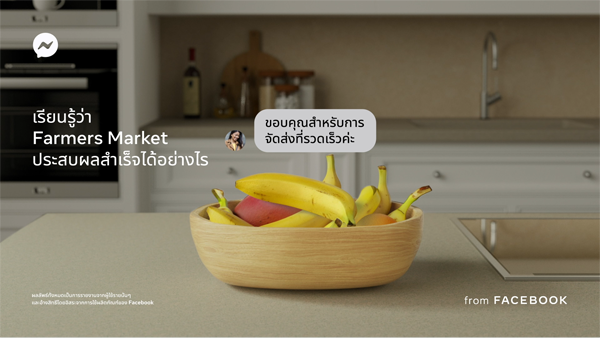 เรียนรู้ว่า
Farmers Market
ประสบผลสำเร็จได้อย่างไร
ขอบคุณสำหรับการ
จัดส่งที่รวดเร็วค่ะ
from FACEBOOK